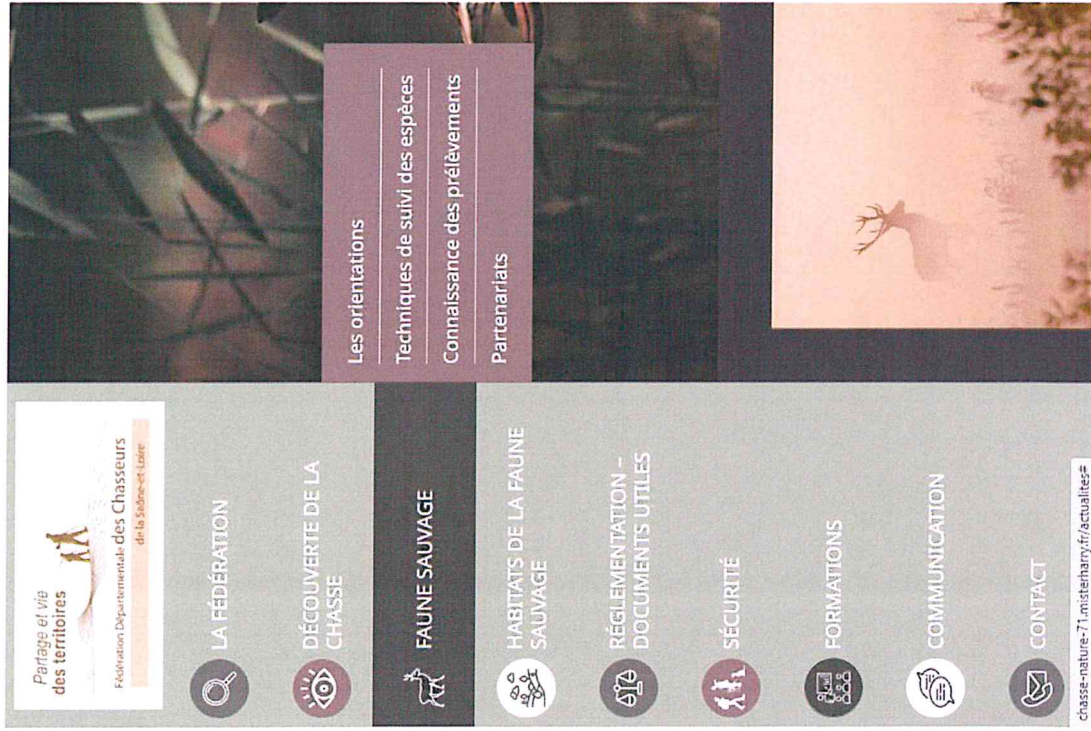 Partage et vie
des territoires
Fédération Départementale des Chasseurs
de la Saône-et-Loire
LA FÉDÉRATION
DÉCOUVERTE DE LA
CHASSE
FAUNE SAUVAGE
HABITATS DE LA FAUNE
SAUVAGE
RÉGLEMENTATION –
DOCUMENTS UTILES
SÉCURITÉ
FORMATIONS
COMMUNICATION
CONTACT
chasse-nature-71.misterharry.fr/actualites#
Les orientations
Techniques de suivi des espèces
Connaissance des prélèvements
Partenariats